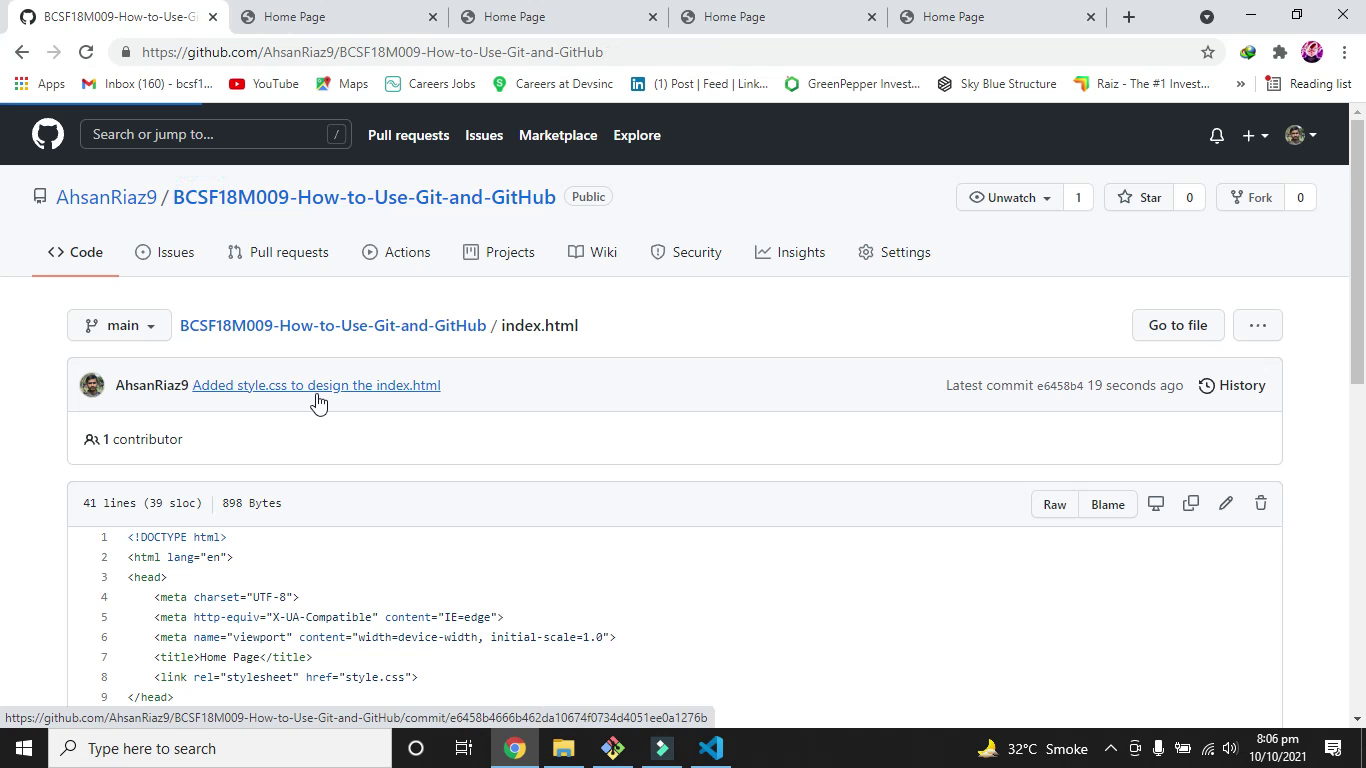 BCSF18M009-How-to-Use-Gi
Home Page
Home Page
Home Page
Home Page
https://github.com/AhsanRiaz9/BCSF18M009-How-to-Use-Git-and-GitHub
Apps
Inbox (160) - bcsf1...
YouTube
Maps
Careers Jobs
Careers at Devsinc
(1) Post | Feed | Link...
GreenPepper Invest...
Sky Blue Structure
Raiz - The #1 Invest...
»
Reading list
Search or jump to... /
Pull requests
Issues
Marketplace
Explore
AhsanRiaz9 / BCSF18M009-How-to-Use-Git-and-GitHub Public
Unwatch 1
Star 0
Fork 0
Code
Issues
Pull requests
Actions
Projects
Wiki
Security
Insights
Settings
main
BCSF18M009-How-to-Use-Git-and-GitHub / index.html
Go to file
...
AhsanRiaz9 Added style.css to design the index.html
Latest commit e6458b4 19 seconds ago
History
1 contributor
41 lines (39 sloc) 898 Bytes
Raw
Blame
1 <!DOCTYPE html>
2 <html lang="en">
3 <head>
4 <meta charset="UTF-8">
5 <meta http-equiv="X-UA-Compatible" content="IE=edge">
6 <meta name="viewport" content="width=device-width, initial-scale=1.0">
7 <title>Home Page</title>
8 <link rel="stylesheet" href="style.css">
9 </head>
https://github.com/AhsanRiaz9/BCSF18M009-How-to-Use-Git-and-GitHub/commit/e6458b4666b462da10674f0734d4051ee0a1276b
Type here to search
32°C Smoke
8:06 pm
10/10/2021